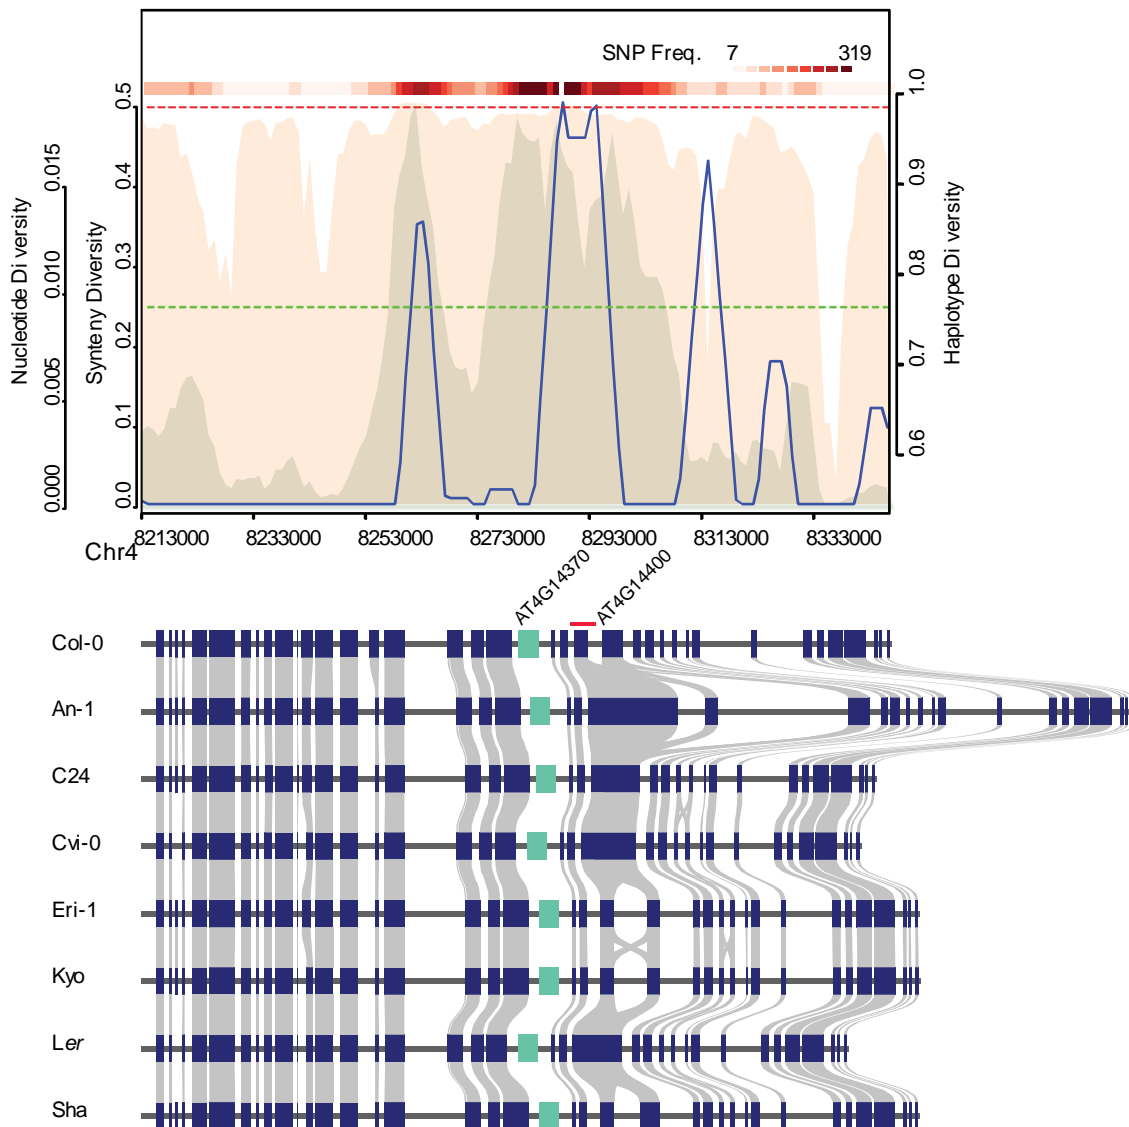 SNP Freq. 7 319
Nucleotide Di versity
0.000 0.005 0.010 0.015
Synteny Diversity
0.0 0.1 0.2 0.3 0.4 0.5
0.6 0.7 0.8 0.9 1.0
Haplotype Di versity
Chr4
8213000 8233000 8253000 8273000 8293000 8313000 8333000
AT4G14370
AT4G14400
Col-0
An-1
C24
Cvi-0
Eri-1
Kyo
Ler
Sha